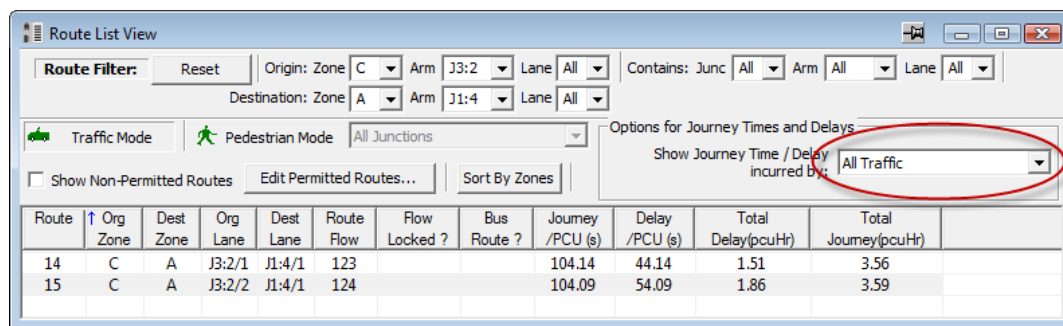 Route List View
Route Filter: Reset Origin: Zone C Arm J3:2 Lane All Contains: Junc All Arm All Lane All
Destination: Zone A Arm J1:4 Lane All
Traffic Mode Pedestrian Mode All Junctions Options for Journey Times and Delays
Show Journey Time / Delay incurred by: All Traffic
Show Non-Permitted Routes Edit Permitted Routes... Sort By Zones
Route Org Zone Dest Zone Org Lane Dest Lane Route Flow Flow Locked ? Bus Route ? Journey /PCU (s) Delay /PCU (s) Total Delay(pcuHr) Total Journey(pcuHr)
14 C A J3:2/1 J1:4/1 123 104.14 44.14 1.51 3.56
15 C A J3:2/2 J1:4/1 124 104.09 54.09 1.86 3.59